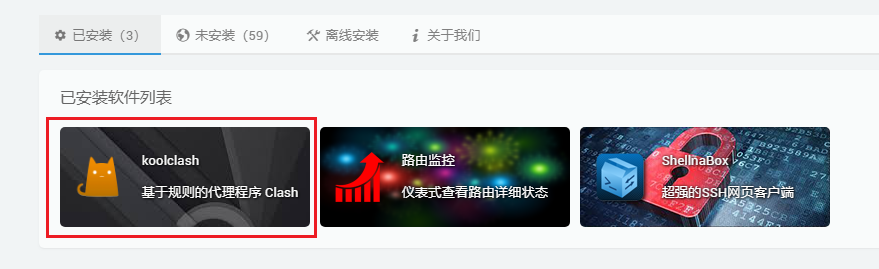 已安装（3）
未安装（59）
离线安装
关于我们
已安装软件列表
koolclash
基于规则的代理程序 Clash
路由监控
仪表式查看路由详细状态
ShellnaBox
超强的SSH网页客户端